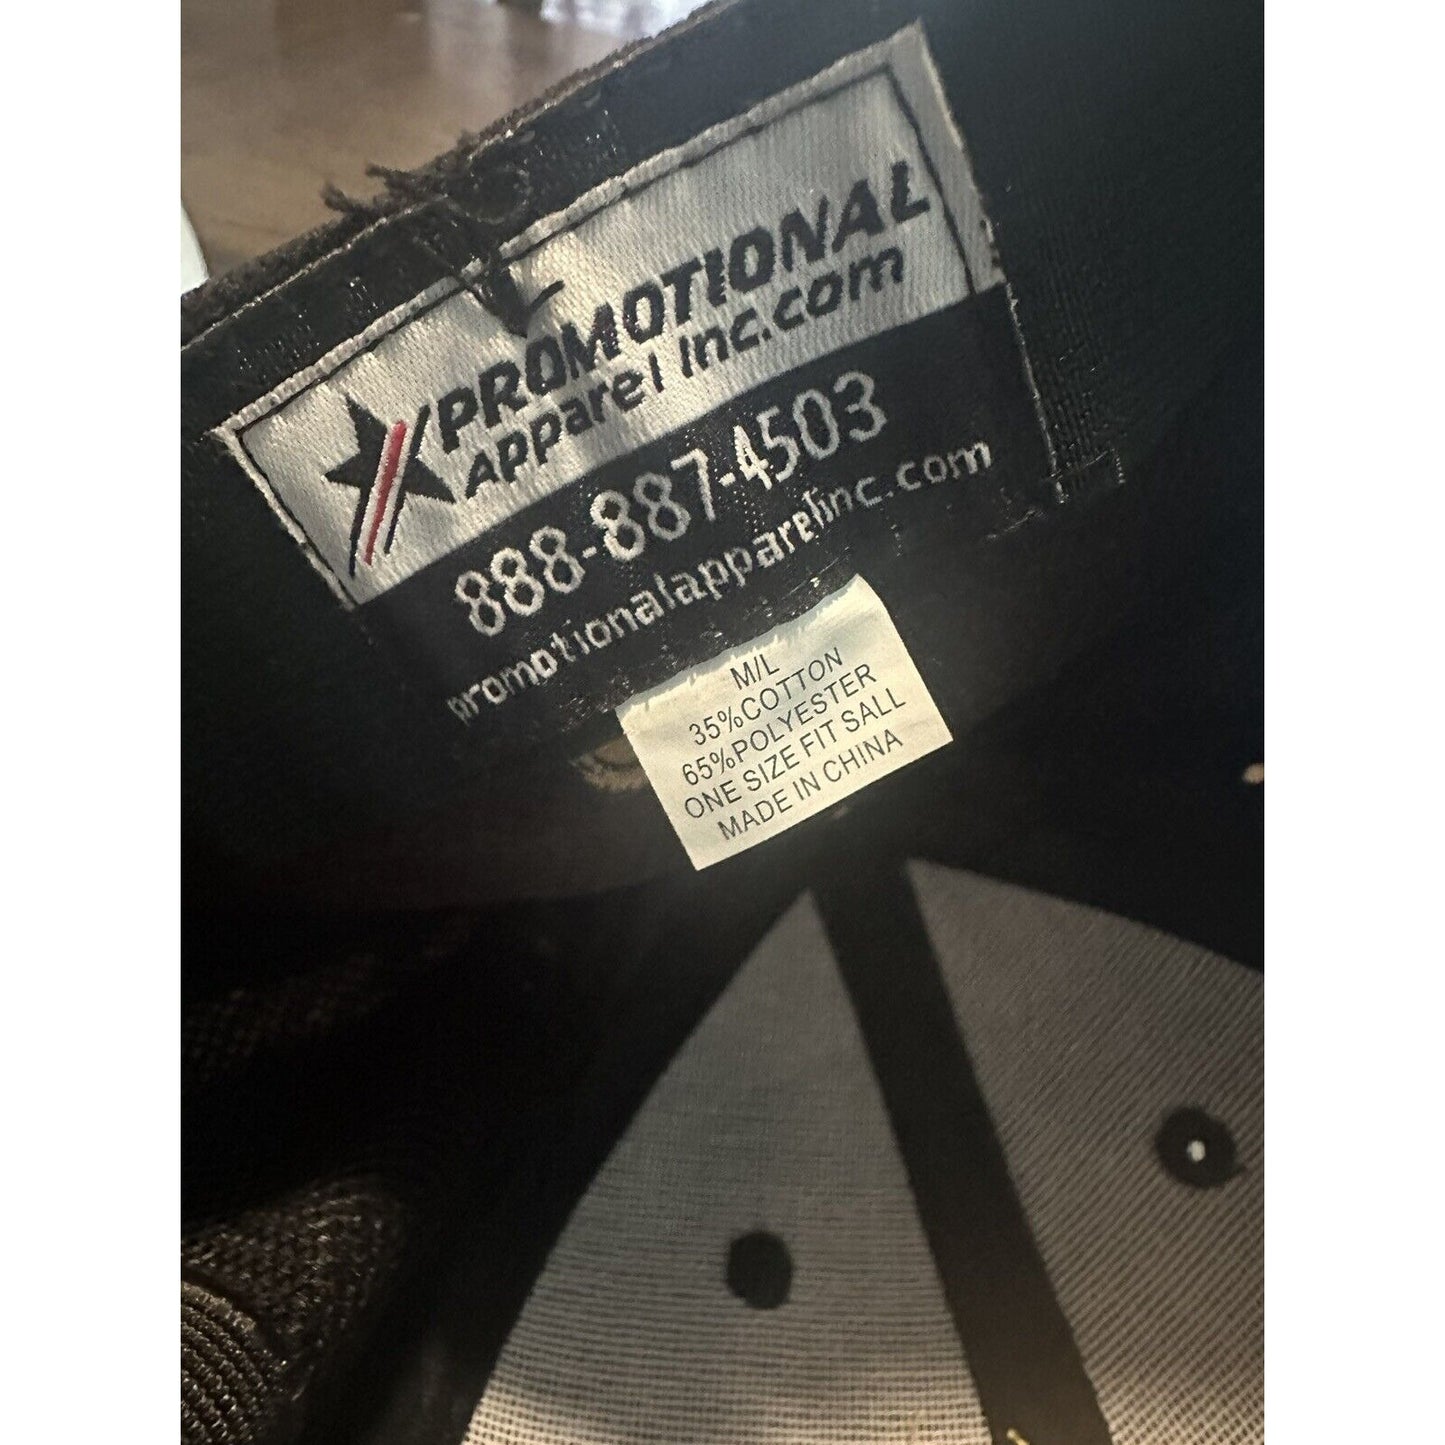 PROMOTIONAL
Apparel Inc.com
888-887-4503
promotionalapparelinc.com
M/L
35%COTTON
65%POLYESTER
ONE SIZE FIT SALL
MADE IN CHINA